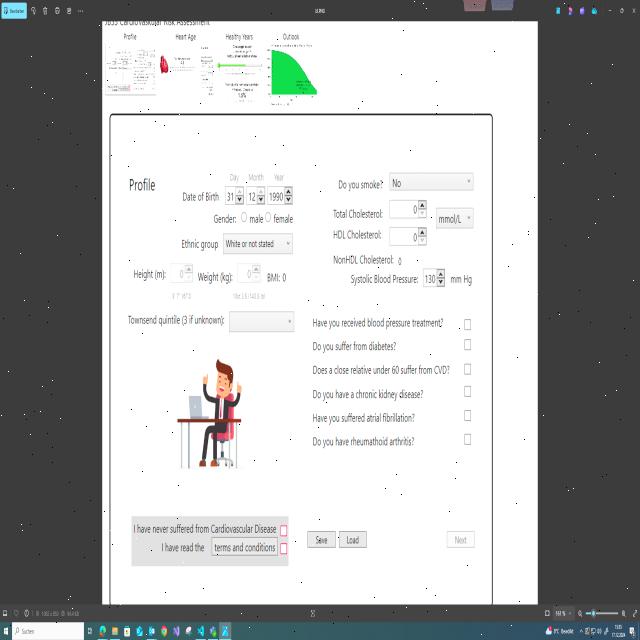 Bearbeiten
JBS3 Cardiovaskujar Risk Assessment
Profile Heart Age Healthy Years Outlook
Profile
Day Month Year
Date of Birth 31 12 1990
Gender: male female
Ethnic group White or not stated
Height (m): 0 Weight (kg): 0 BMI: 0
Townsend quintile (3 if unknown):
Do you smoke? No
Total Cholesterol: 0 mmol/L
HDL Cholesterol: 0
NonHDL Cholesterol: 0
Systolic Blood Pressure: 130 mm Hg
Have you received blood pressure treatment?
Do you suffer from diabetes?
Does a close relative under 60 suffer from CVD?
Do you have a chronic kidney disease?
Have you suffered atrial fibrillation?
Do you have rheumathoid arthritis?
I have never suffered from Cardiovascular Disease
I have read the terms and conditions
Save Load Next
Suchen